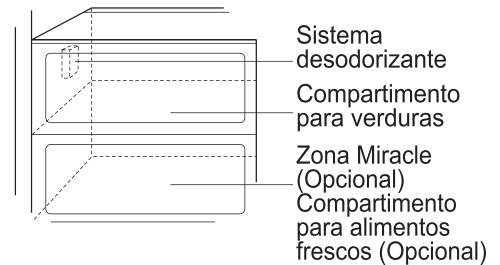 Sistema
desodorizante
Compartimento
para verduras
Zona Miracle
(Opcional)
Compartimento
para alimentos
frescos (Opcional)